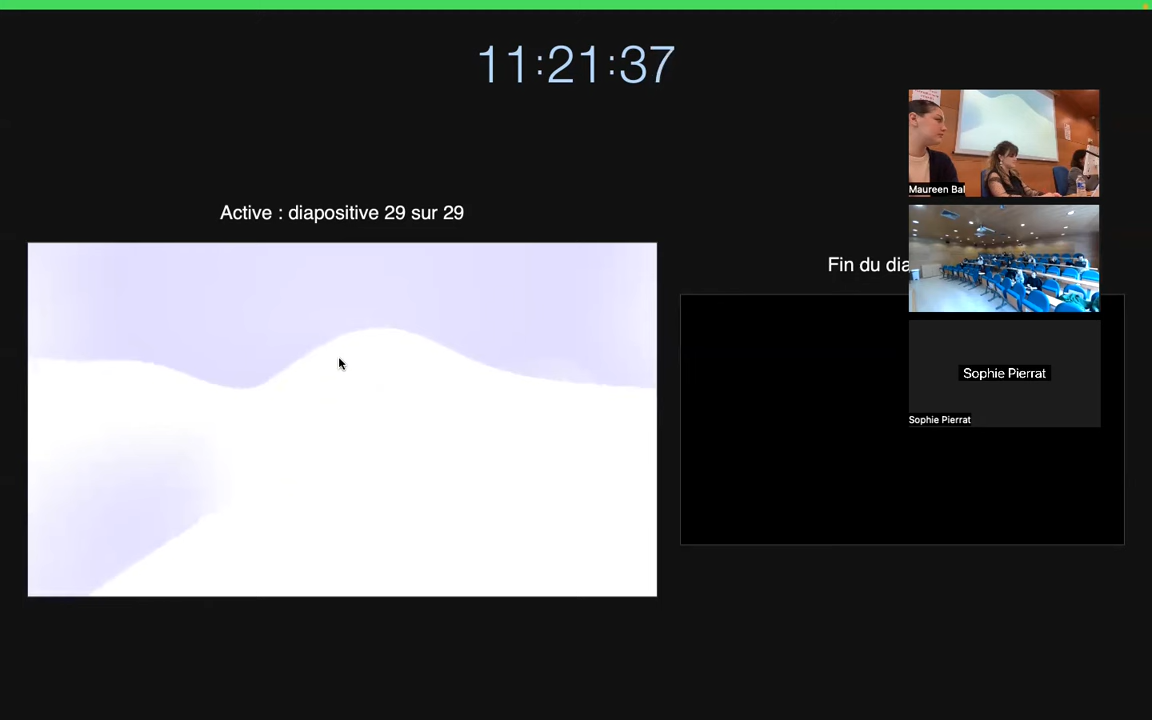 11:21:37
Active : diapositive 29 sur 29
Fin du dia
Maureen Bal
Sophie Pierrat
Sophie Pierrat